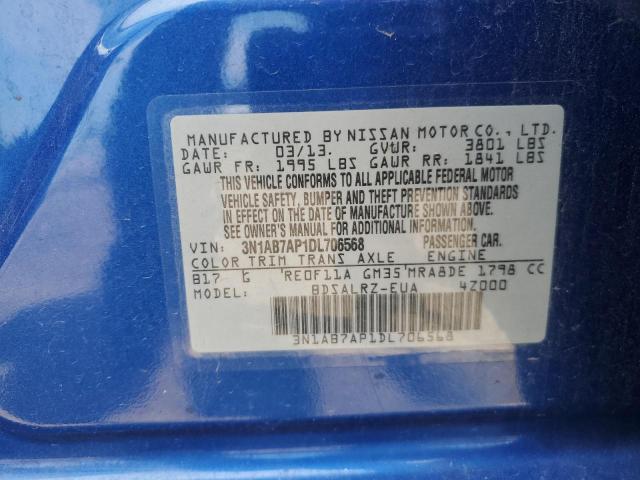 MANUFACTURED BY NISSAN MOTOR CO., LTD.
DATE: 03/13. GVWR: 3801 LBS
GAWR FR: 1995 LBS GAWR RR: 1841 LBS
THIS VEHICLE CONFORMS TO ALL APPLICABLE FEDERAL MOTOR
VEHICLE SAFETY, BUMPER AND THEFT PREVENTION STANDARDS
IN EFFECT ON THE DATE OF MANUFACTURE SHOWN ABOVE.
SEE OWNER'S MANUAL FOR ADDITIONAL INFORMATION.
VIN: 3N1AB7AP1DL706568 PASSENGER CAR.
COLOR TRIM TRANS AXLE ENGINE
B17 G RE0F11A GM35 MRA8DE 1798 CC
MODEL: BDSALRZ-EUA 4Z000
3N1AB7AP1DL706568